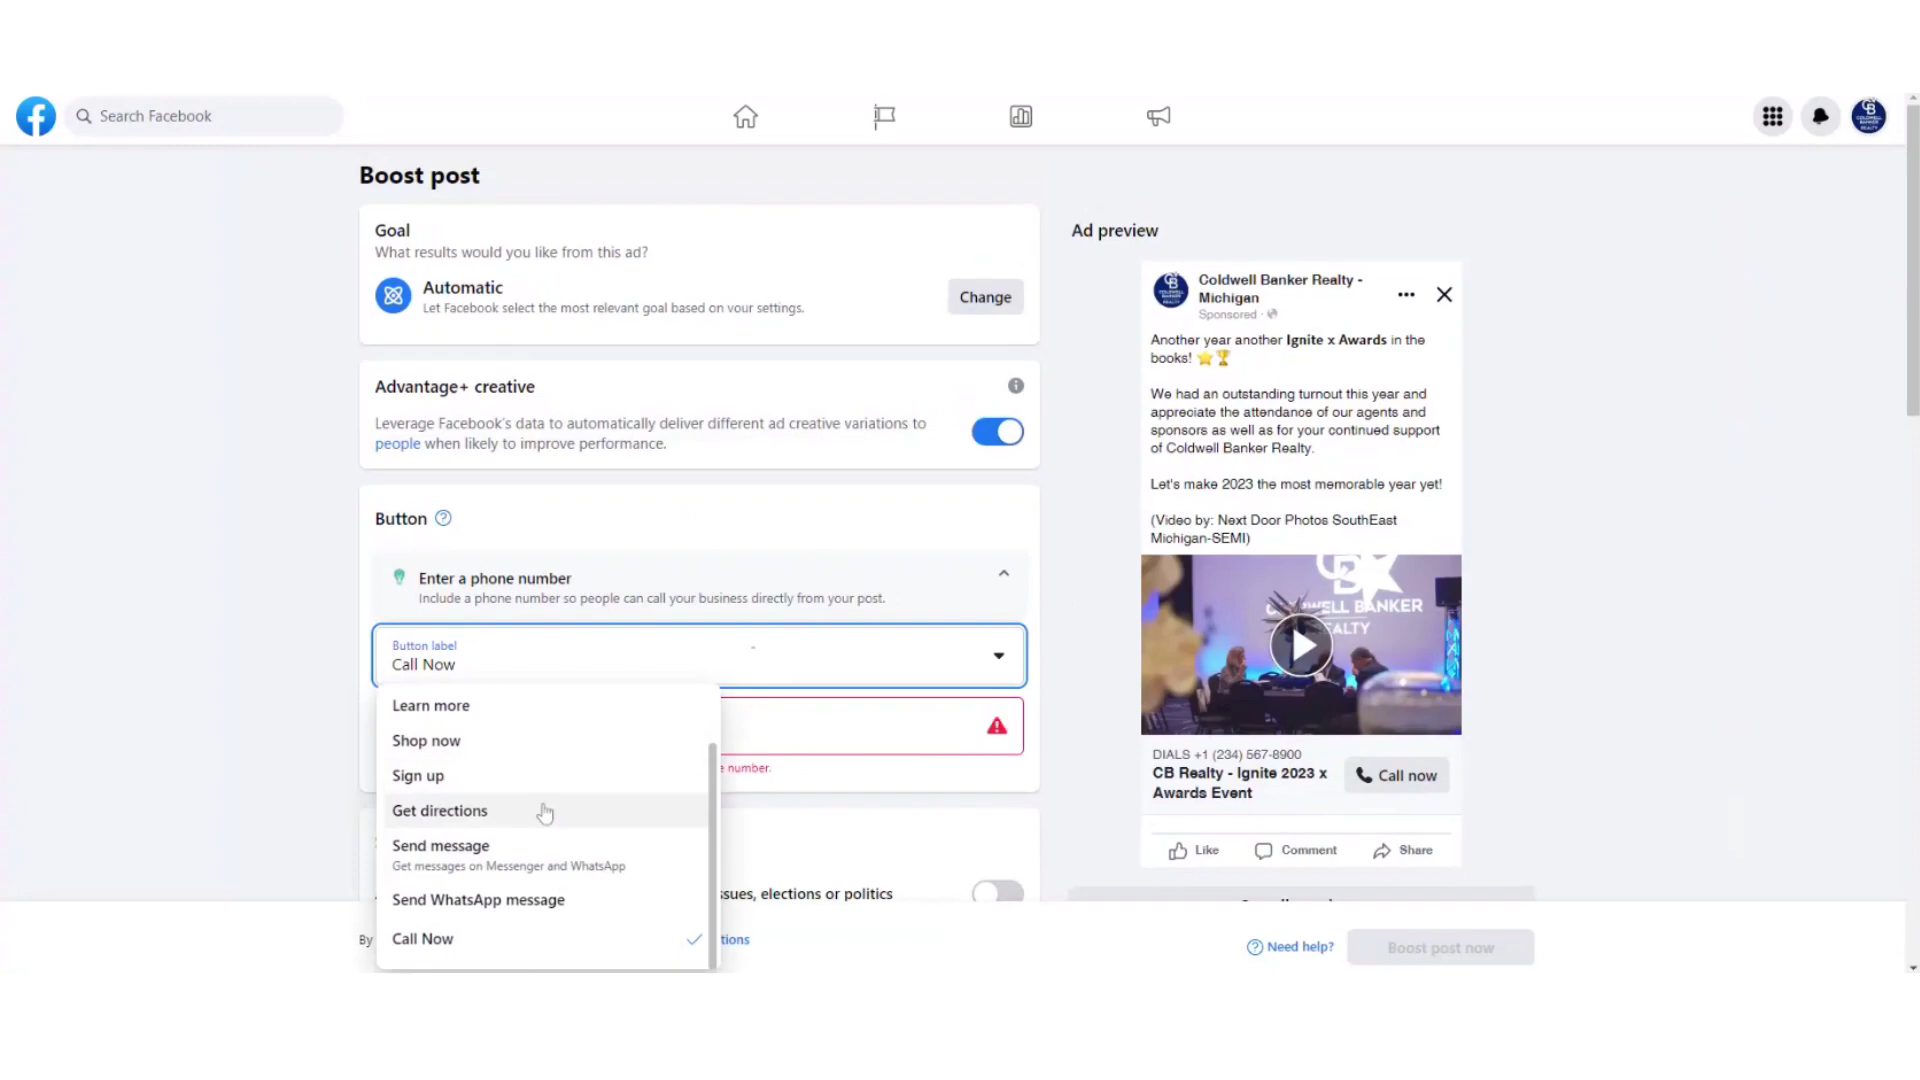 Search Facebook
Boost post
Goal
What results would you like from this ad?
Automatic
Let Facebook select the most relevant goal based on your settings.
Change
Advantage+ creative
Leverage Facebook's data to automatically deliver different ad creative variations to
people when likely to improve performance.
Button
Enter a phone number
Include a phone number so people can call your business directly from your post.
Button label
Call Now
Learn more
Shop now
Sign up
Get directions
Send message
Get messages on Messenger and WhatsApp
Send WhatsApp message
Call Now
number.
elections or politics
By
Ad preview
Coldwell Banker Realty -
Michigan
Sponsored ·
Another year another Ignite x Awards in the
books! ⭐🏆
We had an outstanding turnout this year and
appreciate the attendance of our agents and
sponsors as well as for your continued support
of Coldwell Banker Realty.
Let's make 2023 the most memorable year yet!
(Video by: Next Door Photos SouthEast
Michigan-SEMI)
BANKER
DIALS +1 (234) 567-8900
CB Realty - Ignite 2023 x
Awards Event
Call now
Like
Comment
Share
Need help?
Boost post now